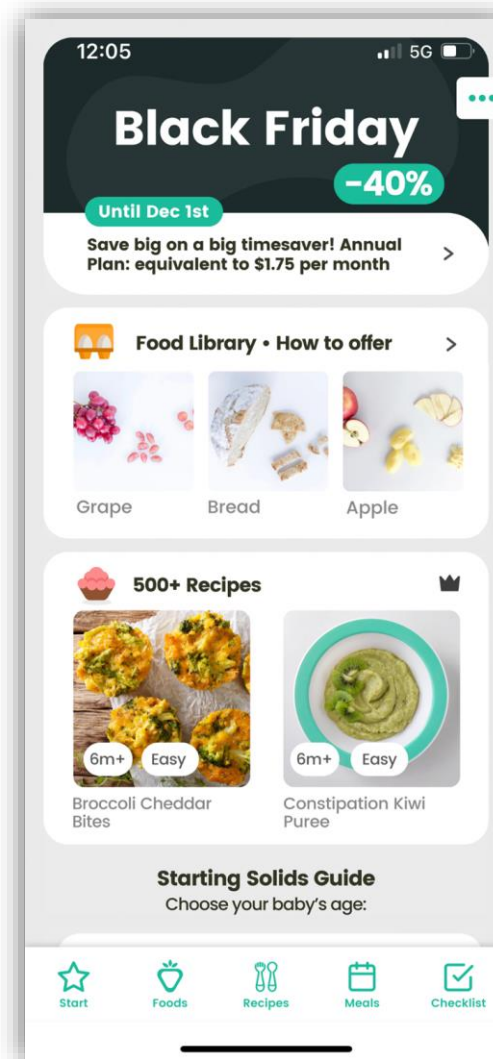 12:05
5G
Black Friday
-40%
Until Dec 1st
Save big on a big timesaver! Annual
Plan: equivalent to $1.75 per month
Food Library • How to offer
Grape
Bread
Apple
500+ Recipes
6m+
Easy
6m+
Easy
Broccoli Cheddar
Bites
Constipation Kiwi
Puree
Starting Solids Guide
Choose your baby's age:
Start
Foods
Recipes
Meals
Checklist